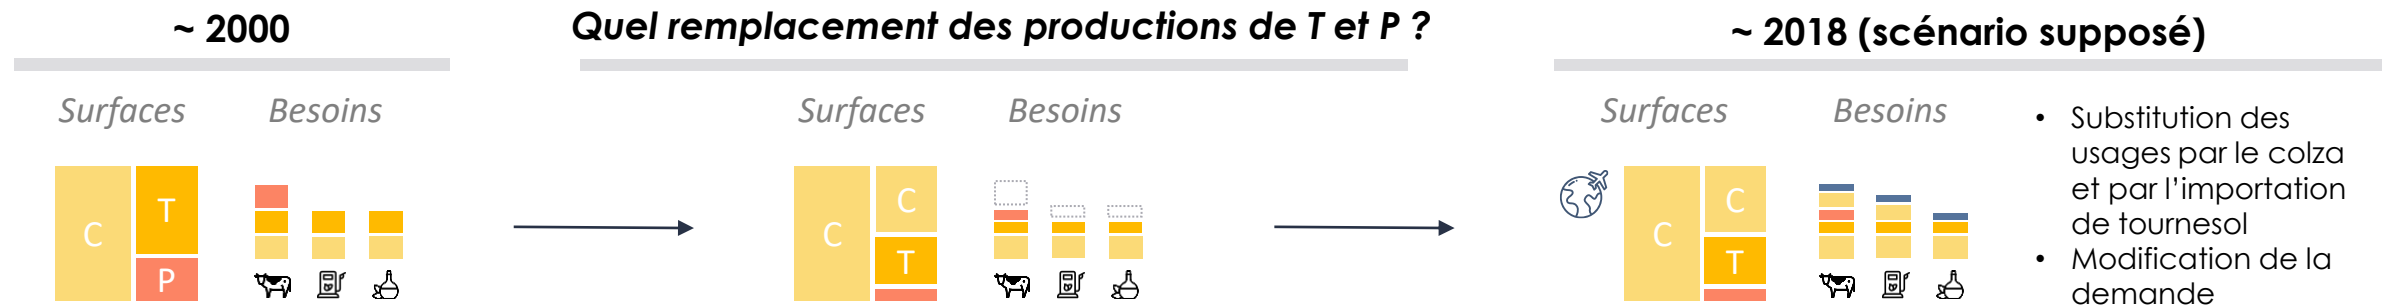 ~ 2000
Quel remplacement des productions de T et P ?
~ 2018 (scénario supposé)
Surfaces
Besoins
C
T
P
Surfaces
Besoins
C
C
T
Surfaces
Besoins
C
C
T
• Substitution des
usages par le colza
et par l’importation
de tournesol
• Modification de la
demande